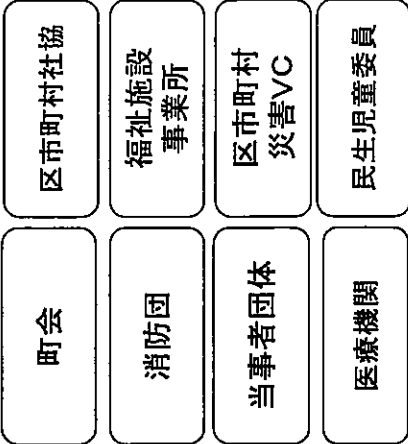 区市町村社協
福祉施設
事業所
区市町村
災害VC
民生児童委員
町会
消防団
当事者団体
医療機関